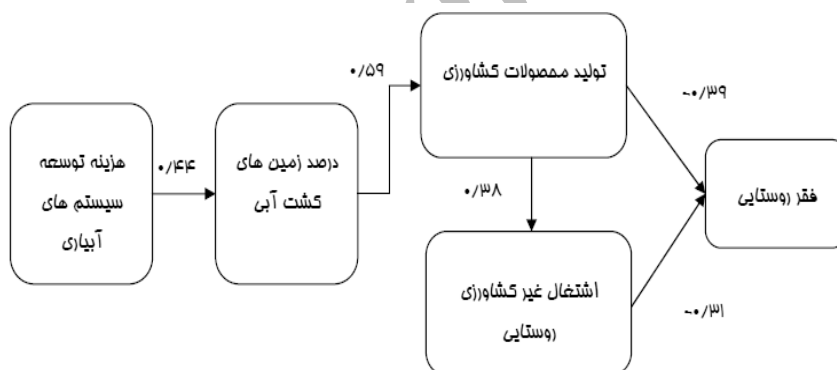 هزینه توسعه
سیستم های
آبیاری
۰/۴۴
درصد زمین های
کشت آبی
۰/۵۹
تولید محصولات کشاورزی
۰/۳۸
اشتغال غیر کشاورزی
روستایی
-۰/۳۹
-۰/۳۱
فقر روستایی